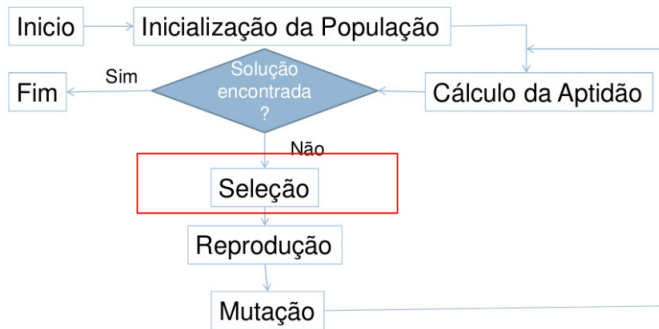 Inicio
Inicialização da População
Solução
encontrada
?
Sim
Fim
Cálculo da Aptidão
Não
Seleção
Reprodução
Mutação